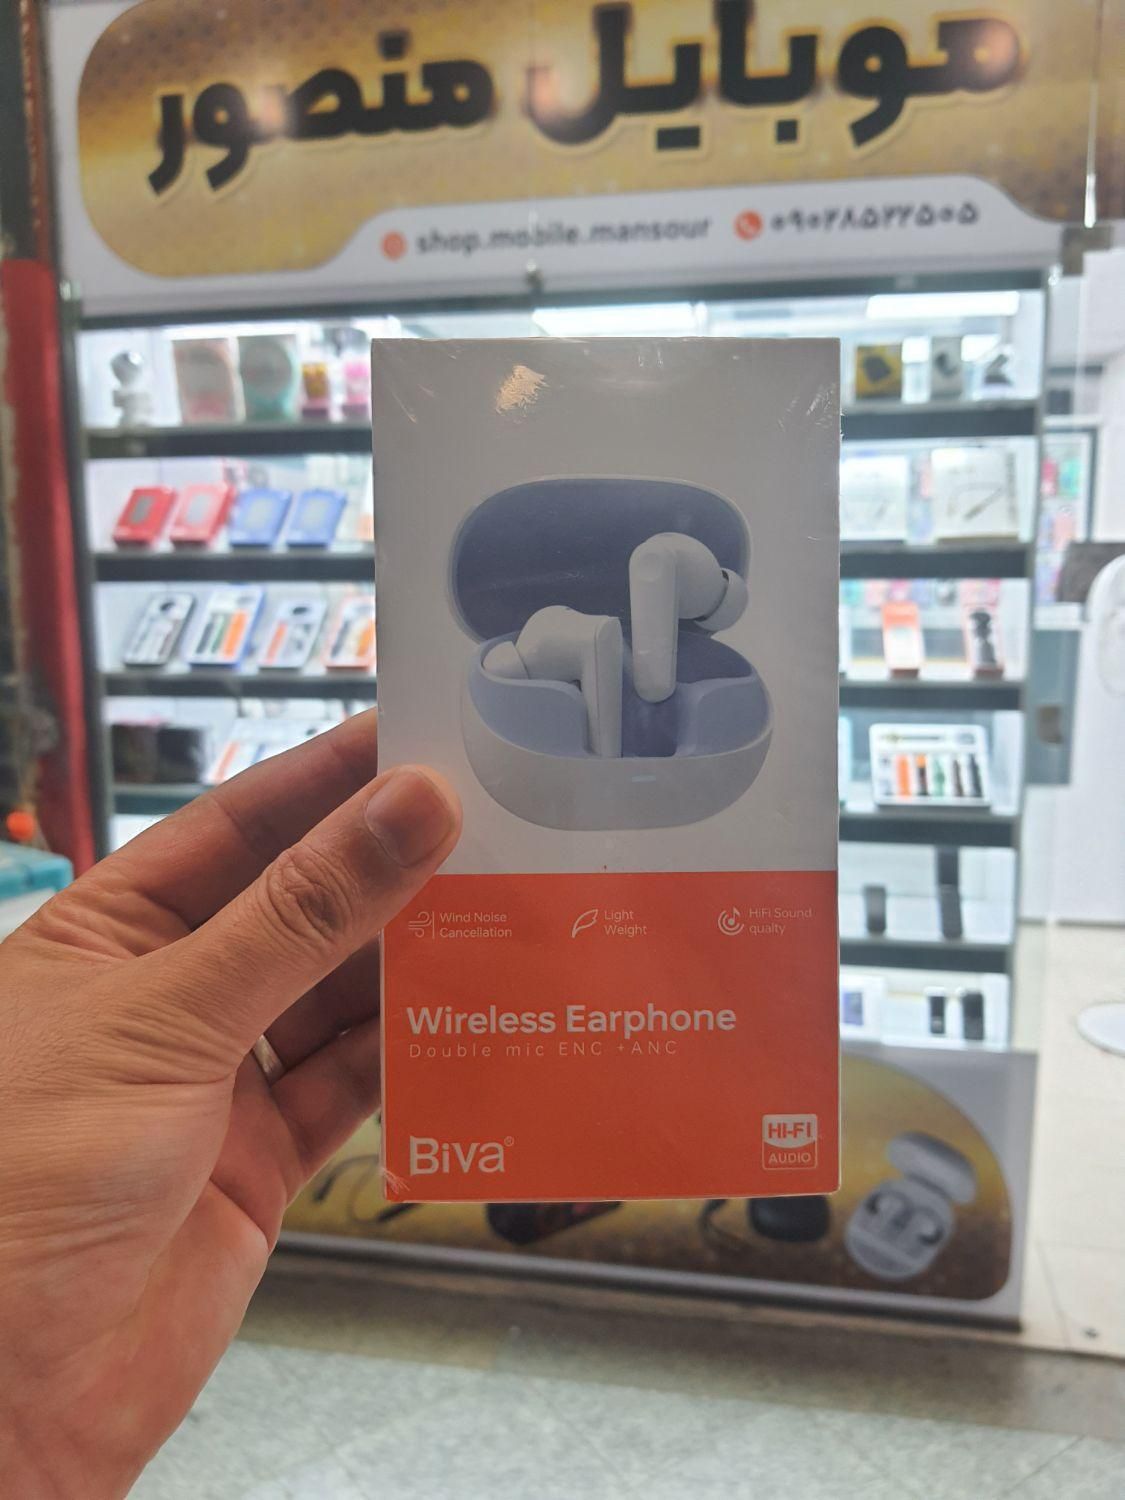 موبایل منصور
shop.mobile.mansour
۰۹۰۲۸۵۲۲۵۰۵
Wind Noise
Cancellation
Light
Weight
HiFi Sound
qualty
Wireless Earphone
Double mic ENC +ANC
Biva®
HI-FI
AUDIO